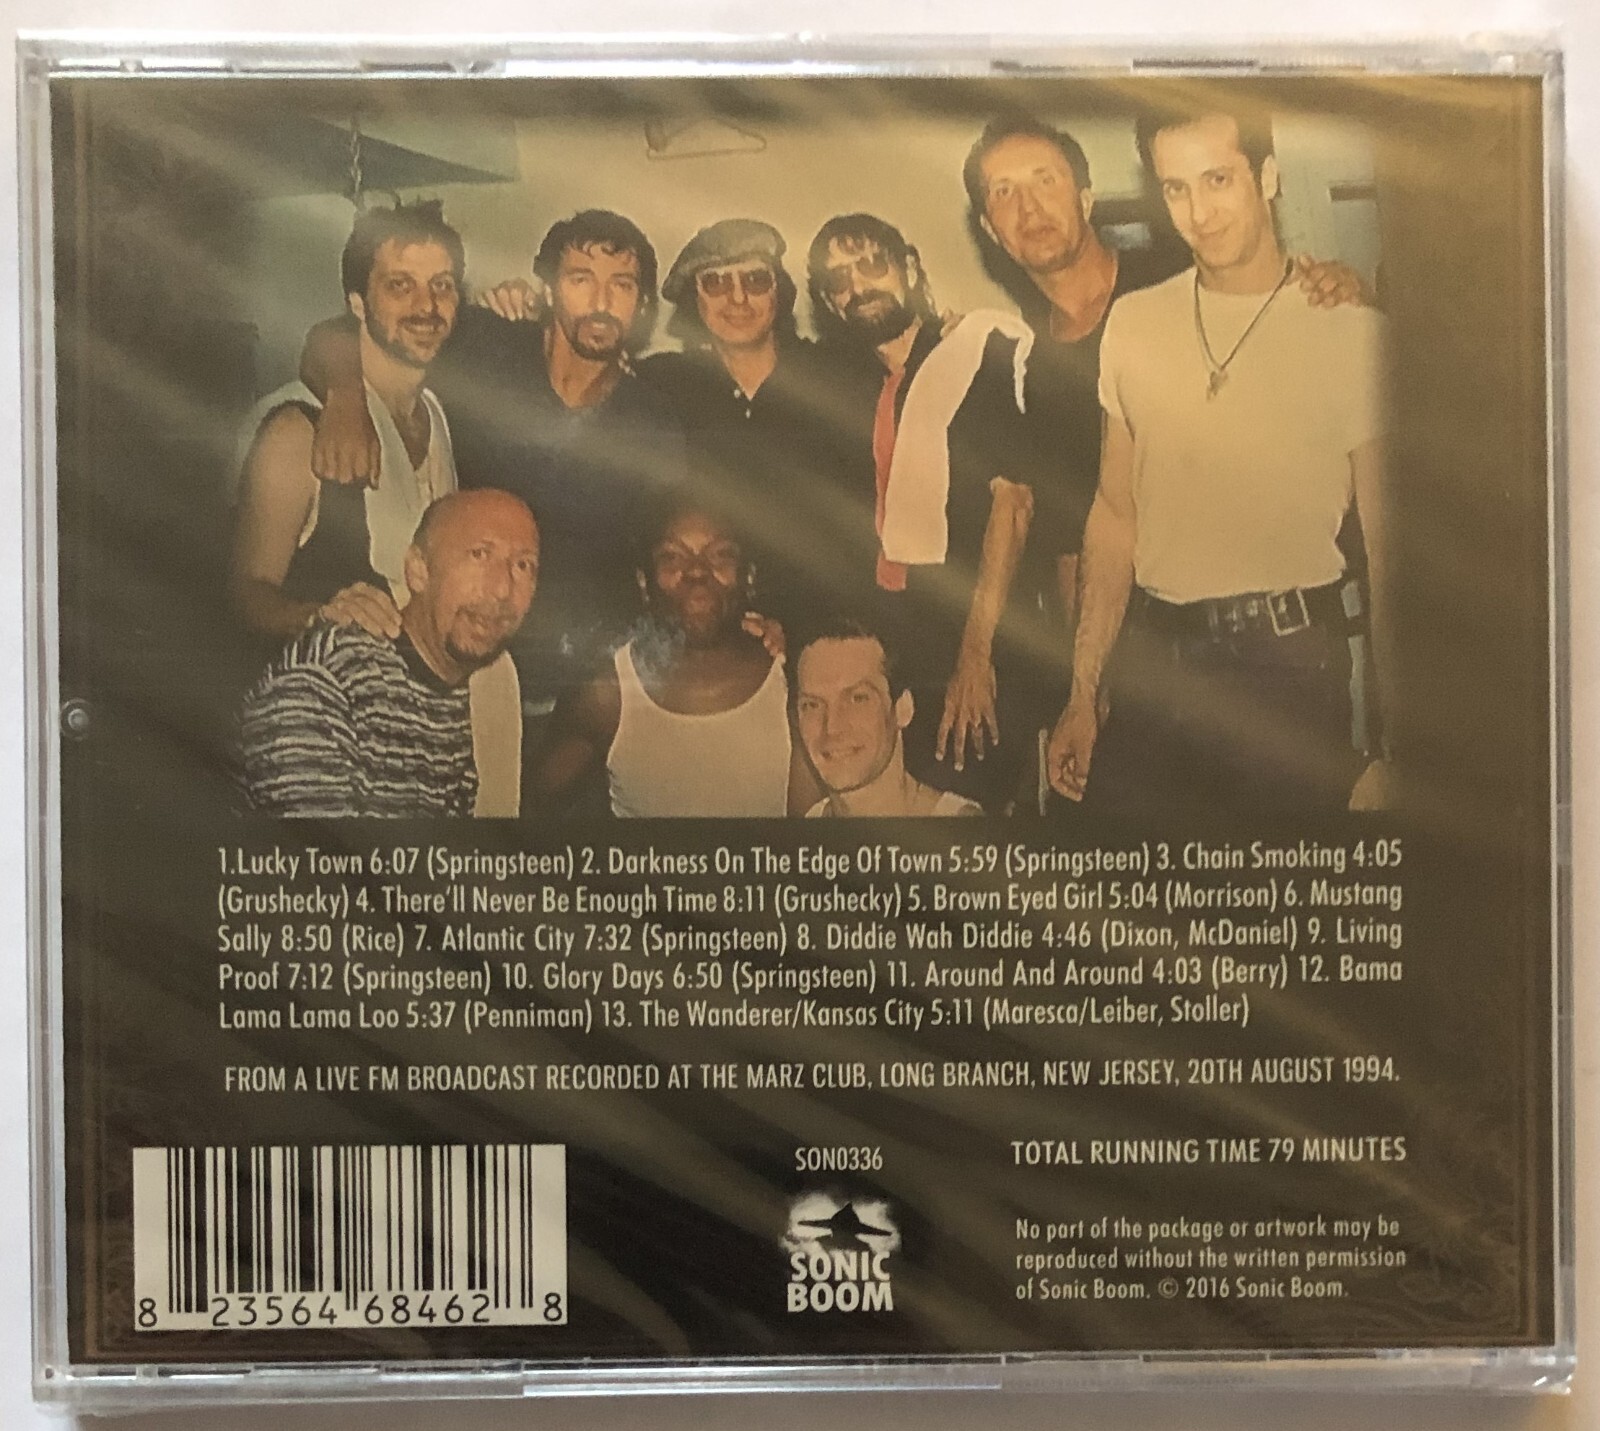 1.Lucky Town 6:07 (Springsteen) 2. Darkness On The Edge Of Town 5:59 (Springsteen) 3. Chain Smoking 4:05
(Grushecky) 4. There'll Never Be Enough Time 8:11 (Grushecky) 5. Brown Eyed Girl 5:04 (Morrison) 6. Mustang
Sally 8:50 (Rice) 7. Atlantic City 7:32 (Springsteen) 8. Diddie Wah Diddie 4:46 (Dixon, McDaniel) 9. Living
Proof 7:12 (Springsteen) 10. Glory Days 6:50 (Springsteen) 11. Around And Around 4:03 (Berry) 12. Bama
Lama Lama Loo 5:37 (Penniman) 13. The Wanderer/Kansas City 5:11 (Maresca/Leiber, Stoller)
FROM A LIVE FM BROADCAST RECORDED AT THE MARZ CLUB, LONG BRANCH, NEW JERSEY, 20TH AUGUST 1994.
8 23564 68462 8
SON0336
SONIC
BOOM
TOTAL RUNNING TIME 79 MINUTES
No part of the package or artwork may be
reproduced without the written permission
of Sonic Boom. © 2016 Sonic Boom.